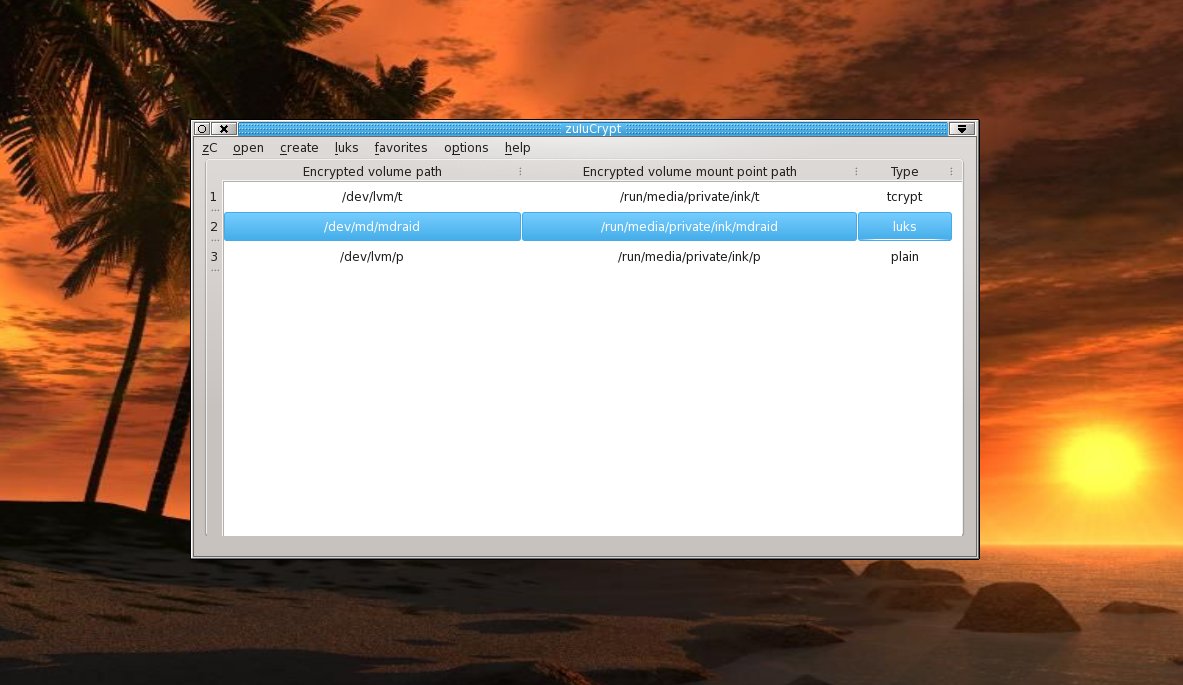 zuluCrypt
zC open create luks favorites options help
Encrypted volume path Encrypted volume mount point path Type
1 /dev/lvm/t /run/media/private/ink/t tcrypt
2 /dev/md/mdraid /run/media/private/ink/mdraid luks
3 /dev/lvm/p /run/media/private/ink/p plain